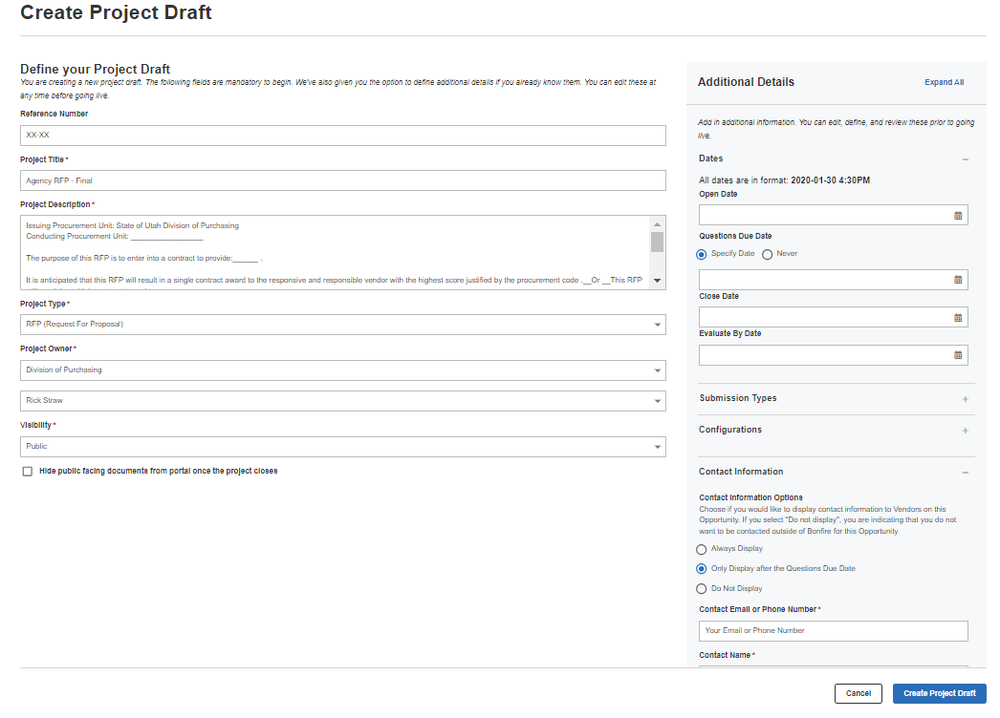 Create Project Draft
Define your Project Draft
You are creating a new project draft. The following fields are mandatory to begin. We've also given you the option to define additional details if you already know them. You can edit these at
any time before going live.
Reference Number
XX-XX
Project Title*
Agency RFP - Final
Project Description*
Issuing Procurement Unit: State of Utah Division of Purchasing
Conducting Procurement Unit: _________________
The purpose of this RFP is to enter into a contract to provide:______ .
It is anticipated that this RFP will result in a single contract award to the responsive and responsible vendor with the highest score justified by the procurement code .__Or __This RFP
Project Type*
RFP (Request For Proposal)
Project Owner*
Division of Purchasing
Rick Straw
Visibility*
Public
Hide public facing documents from portal once the project closes
Additional Details
Expand All
Add in additional information. You can edit, define, and review these prior to going
live.
Dates
−
All dates are in format: 2020-01-30 4:30PM
Open Date
Questions Due Date
Specify Date
Never
Close Date
Evaluate By Date
Submission Types
+
Configurations
+
Contact Information
−
Contact Information Options
Choose if you would like to display contact information to Vendors on this
Opportunity. If you select "Do not display", you are indicating that you do not
want to be contacted outside of Bonfire for this Opportunity
Always Display
Only Display after the Questions Due Date
Do Not Display
Contact Email or Phone Number*
Your Email or Phone Number
Contact Name*
Cancel
Create Project Draft